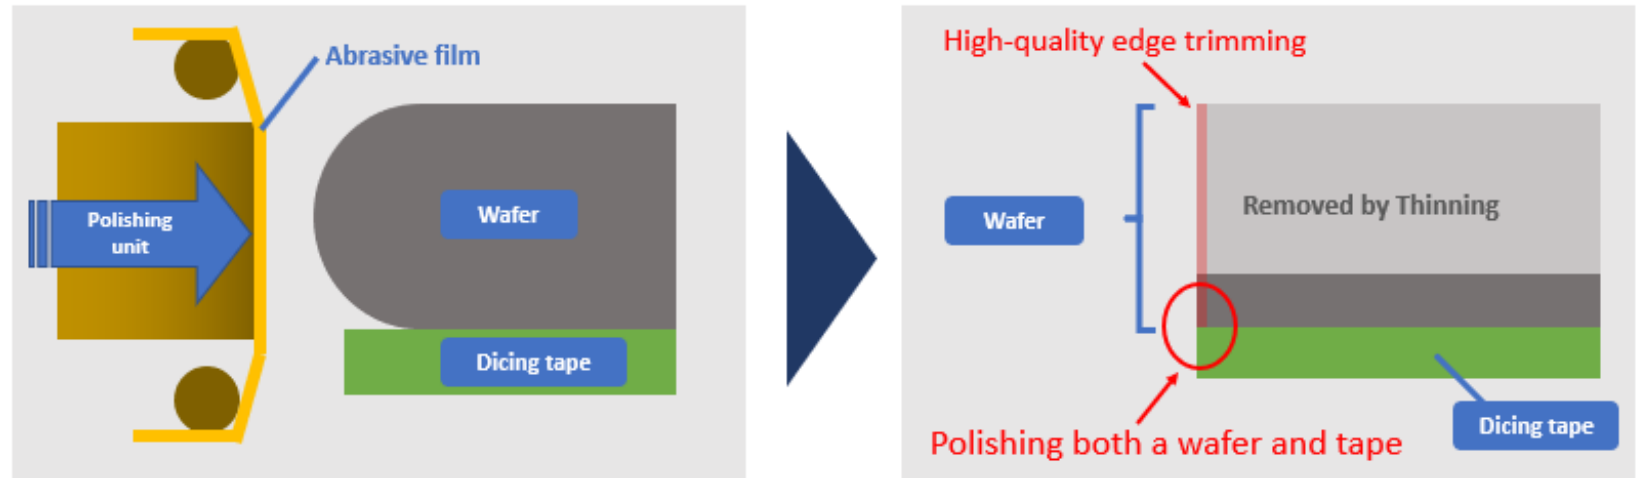 Abrasive film
Polishing
unit
Wafer
Dicing tape
High-quality edge trimming
Wafer
Removed by Thinning
Dicing tape
Polishing both a wafer and tape